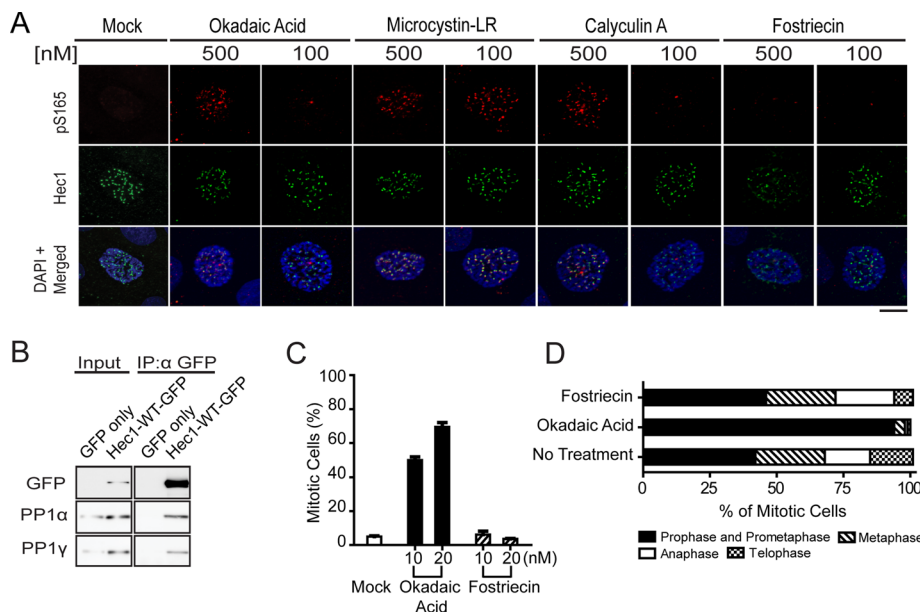 A
Mock Okadaic Acid Microcystin-LR Calyculin A Fostriecin
[nM] 500 100 500 100 500 100 500 100
pS165
Hec1
DAPI +
Merged
B
Input IP:α GFP
GFP only
Hec1-WT-GFP
GFP only
Hec1-WT-GFP
GFP
PP1α
PP1γ
C
Mitotic Cells (%)
100
80
60
40
20
0
10 20 10 20 (nM)
Mock Okadaic Fostriecin
Acid
D
Fostriecin
Okadaic Acid
No Treatment
0 25 50 75 100
% of Mitotic Cells
Prophase and Prometaphase Metaphase
Anaphase Telophase